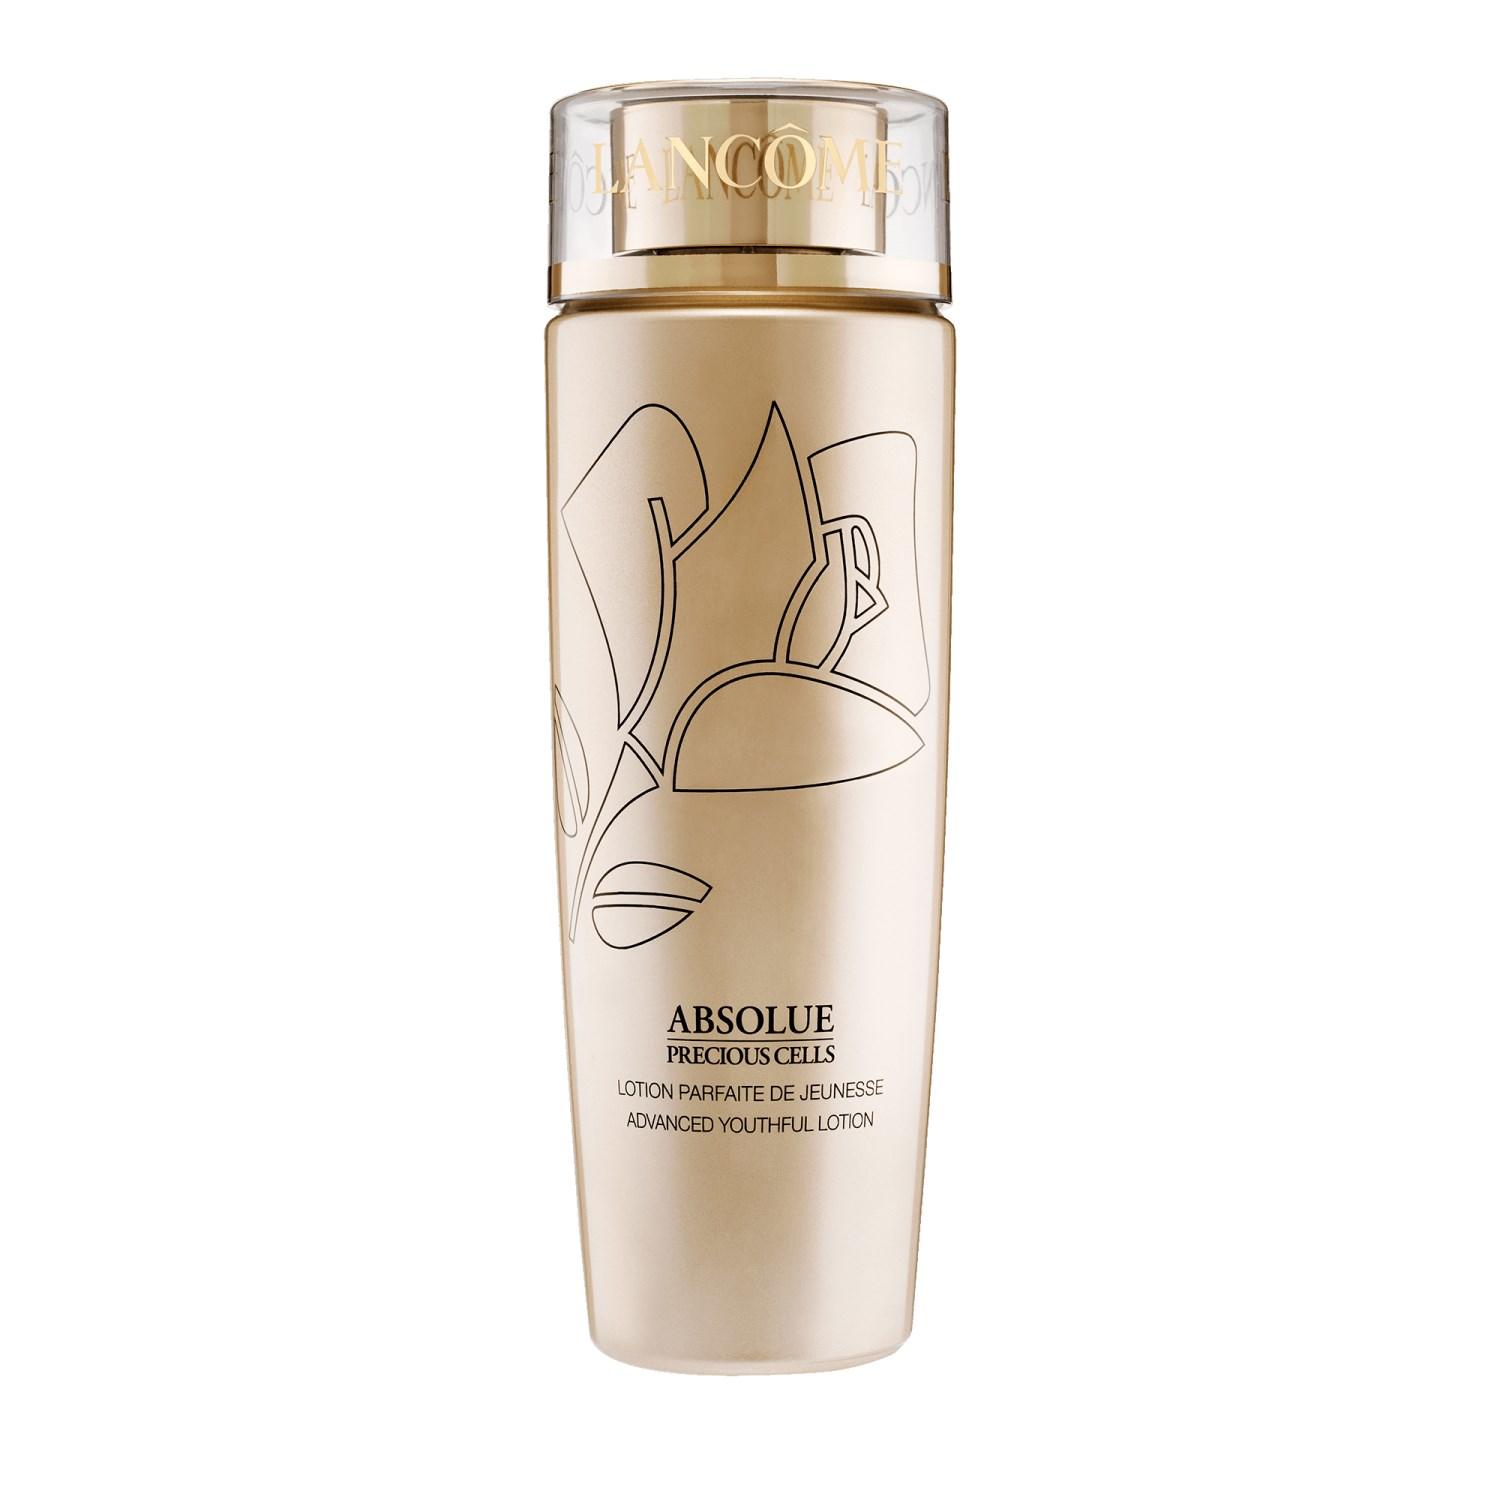 LANCÔME
ABSOLUE
PRECIOUS CELLS
LOTION PARFAITE DE JEUNESSE
ADVANCED YOUTHFUL LOTION